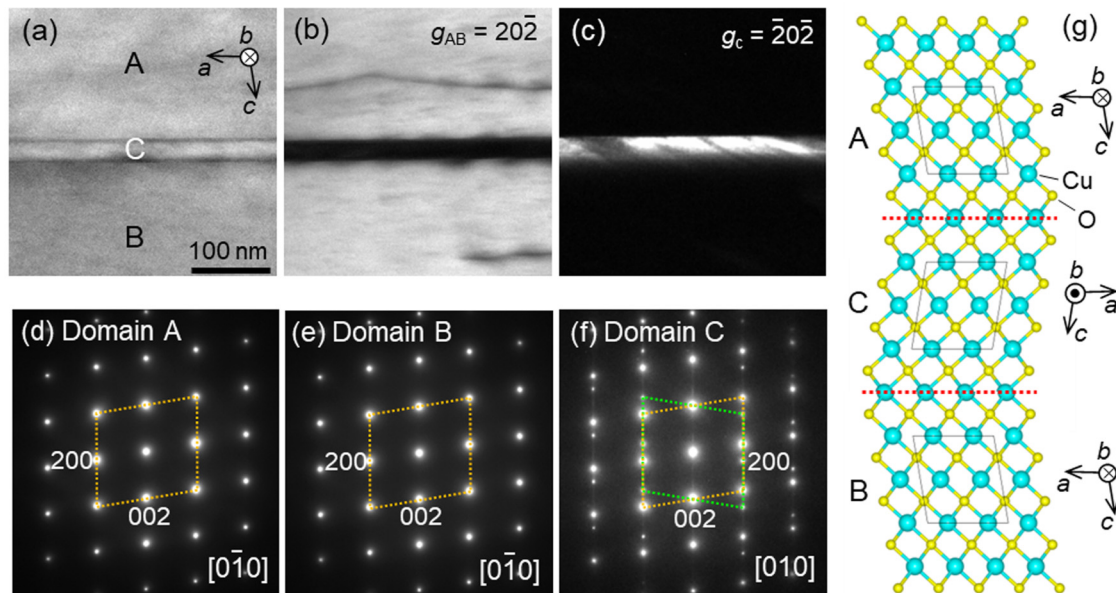 (a)
A
b
a
c
C
B
100 nm
(b)
g_AB = 202̄
(c)
g_c = 2̄02̄
(d) Domain A
200
002
[01̄0]
(e) Domain B
200
002
[01̄0]
(f) Domain C
200
002
[010]
(g)
A
b
a
c
Cu
O
C
b
a
c
B
b
a
c